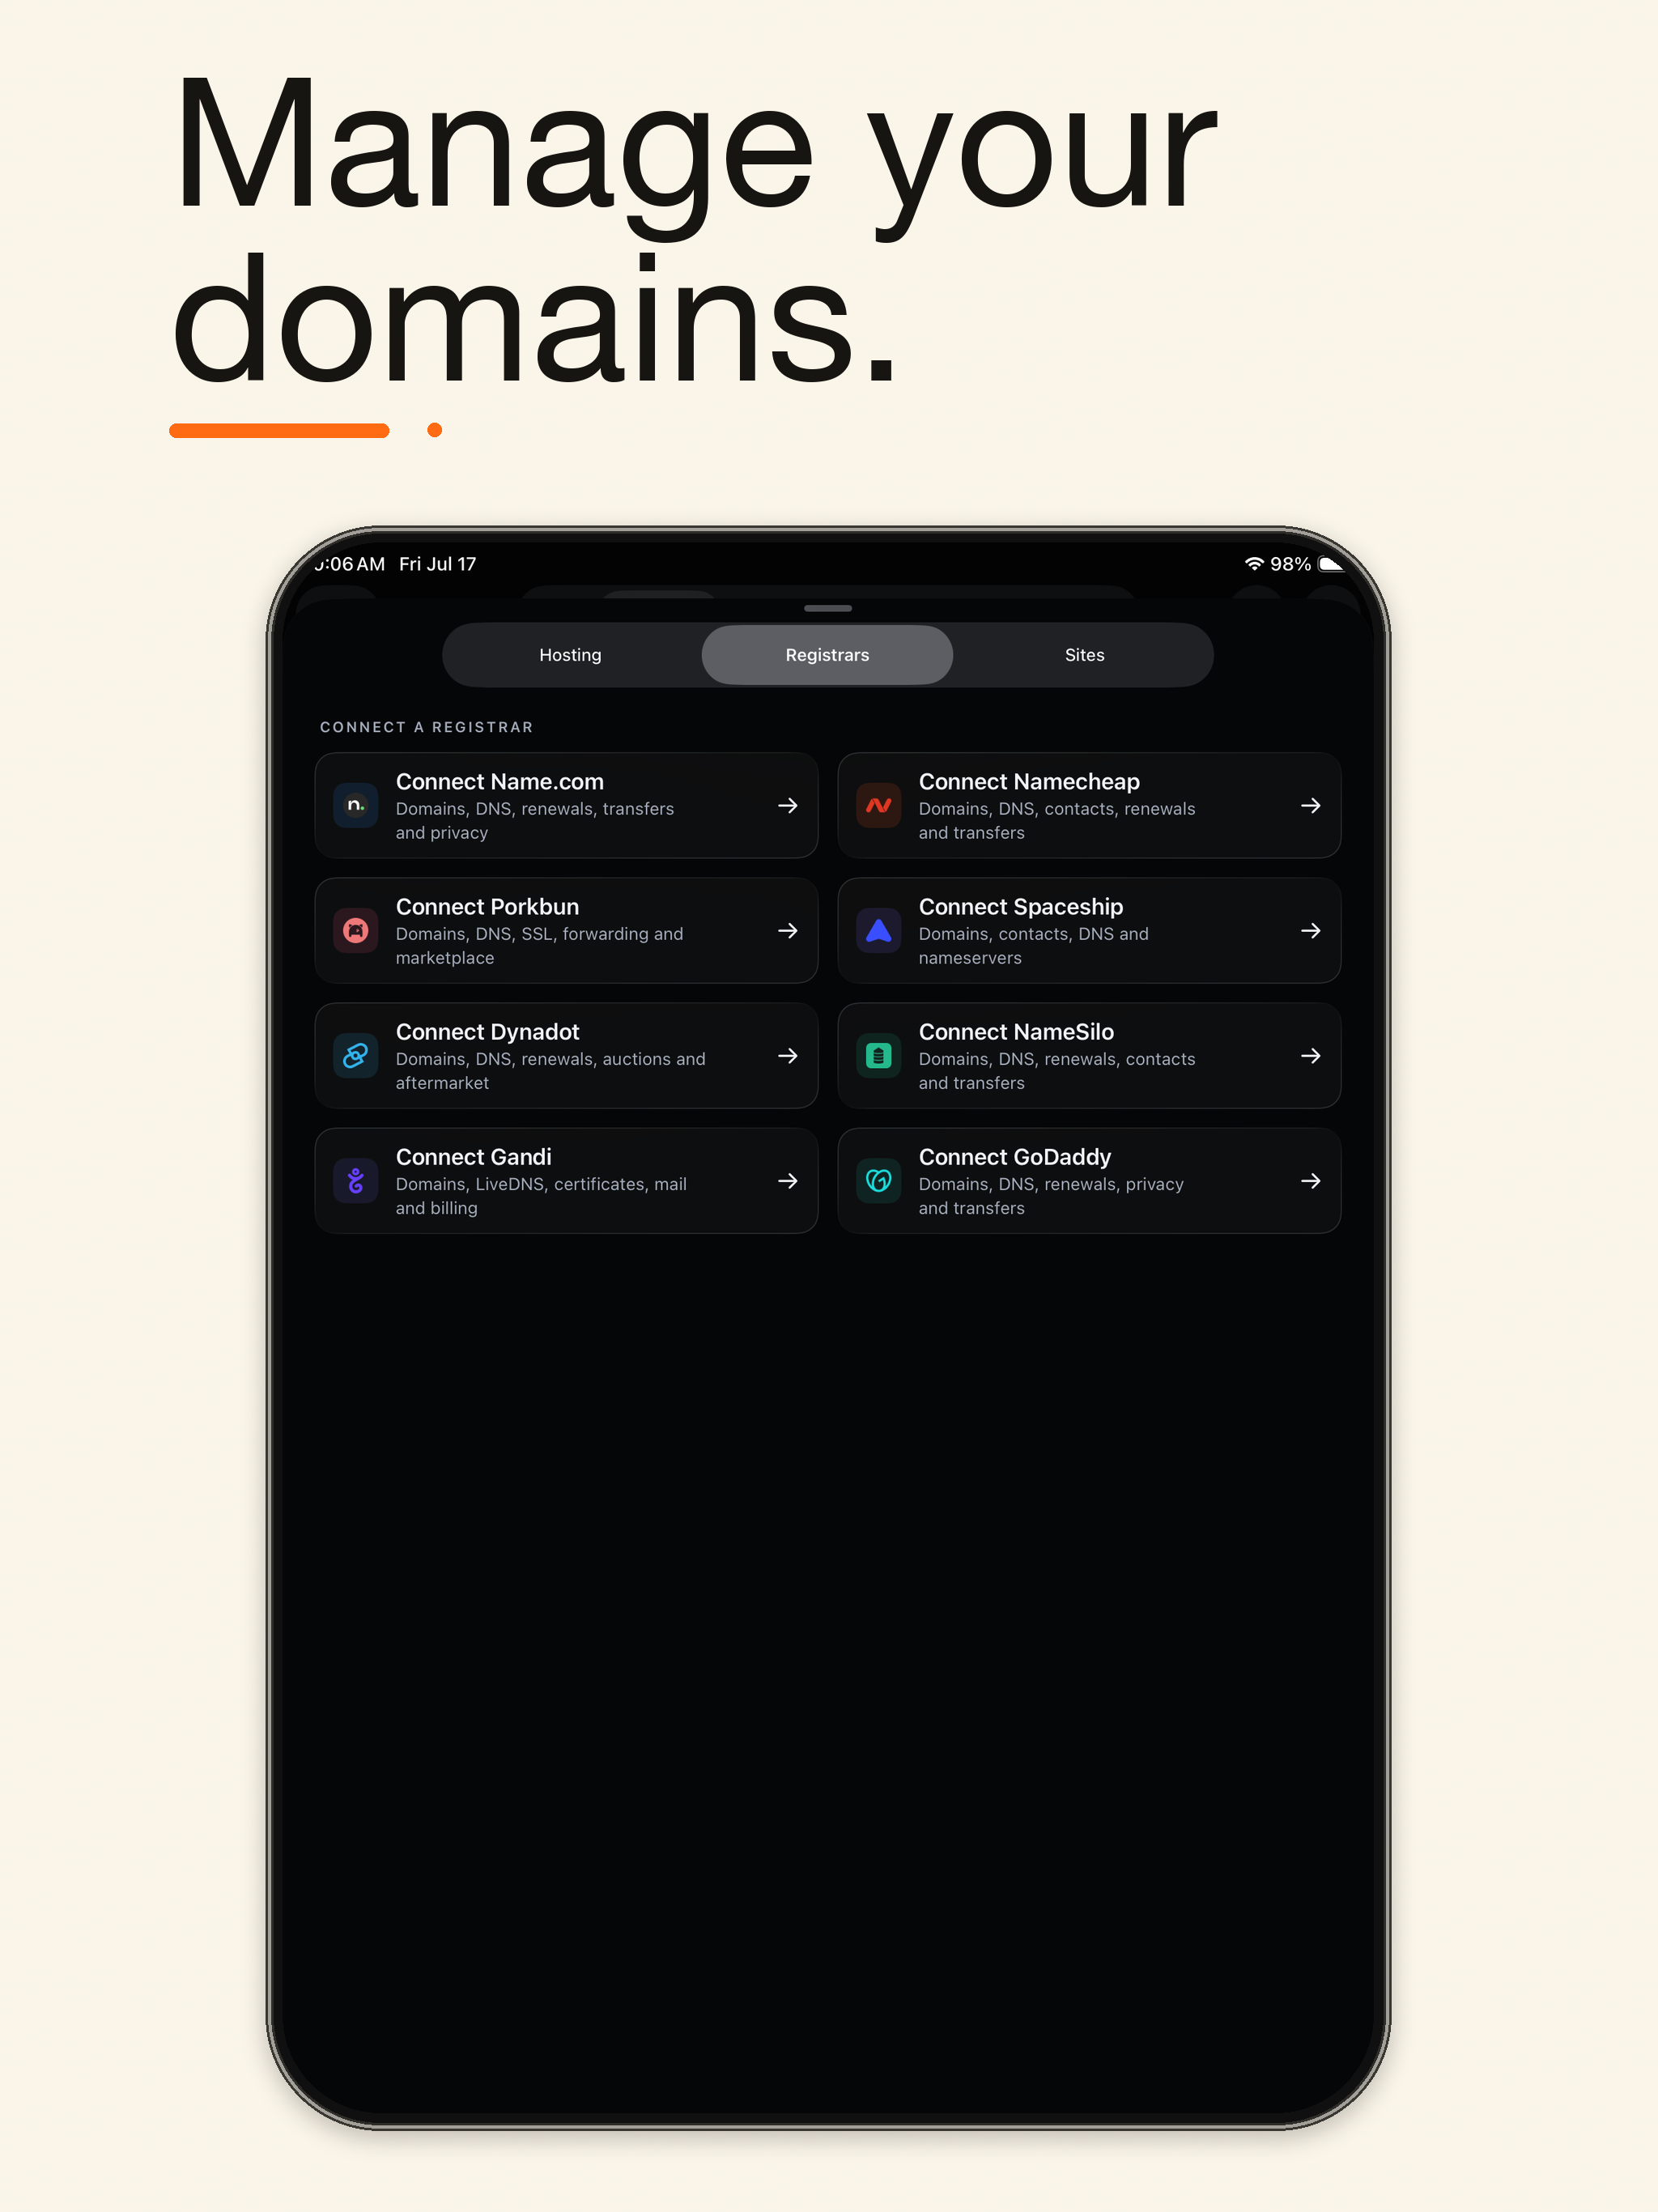 Manage your
domains.
:06 AM Fri Jul 17 98%
Hosting Registrars Sites
CONNECT A REGISTRAR
Connect Name.com
Domains, DNS, renewals, transfers
and privacy
Connect Namecheap
Domains, DNS, contacts, renewals
and transfers
Connect Porkbun
Domains, DNS, SSL, forwarding and
marketplace
Connect Spaceship
Domains, contacts, DNS and
nameservers
Connect Dynadot
Domains, DNS, renewals, auctions and
aftermarket
Connect NameSilo
Domains, DNS, renewals, contacts
and transfers
Connect Gandi
Domains, LiveDNS, certificates, mail
and billing
Connect GoDaddy
Domains, DNS, renewals, privacy
and transfers
n.